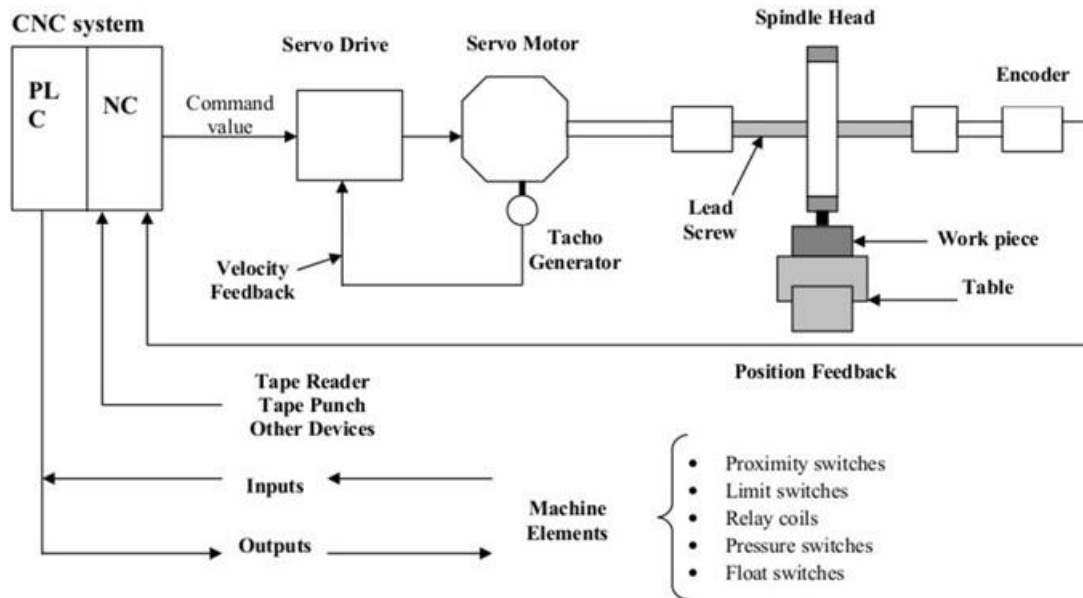 CNC system
PL
C
NC
Command
value
Servo Drive
Servo Motor
Spindle Head
Encoder
Lead
Screw
Tacho
Generator
Velocity
Feedback
Work piece
Table
Position Feedback
Tape Reader
Tape Punch
Other Devices
Inputs
Outputs
Machine
Elements
• Proximity switches
• Limit switches
• Relay coils
• Pressure switches
• Float switches